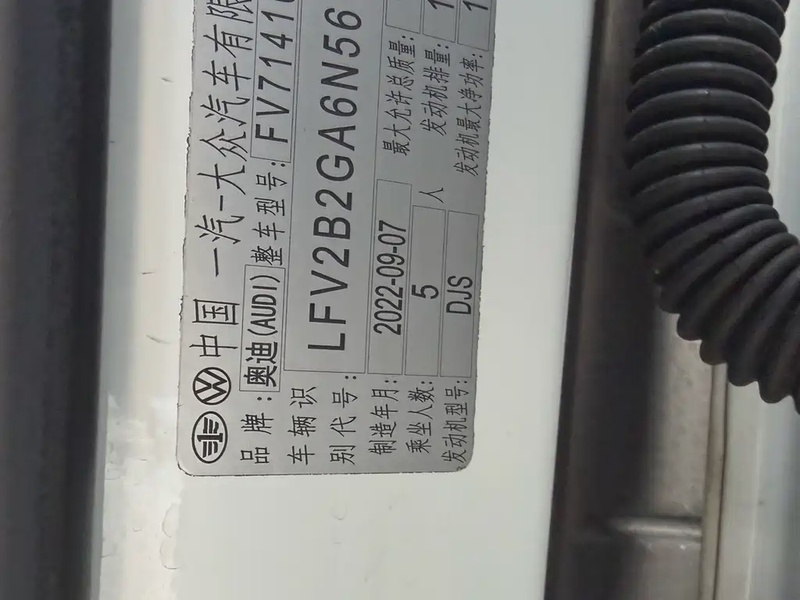 中国 一汽-大众汽车有限
品牌：奥迪(AUDI) 整车型号：FV7141
车辆识别代号：LFV2B2GA6N56
制造年月：2022-09-07 最大允许总质量：
乘坐人数：5 人 发动机排量：1
发动机型号：DJS 发动机最大净功率：1